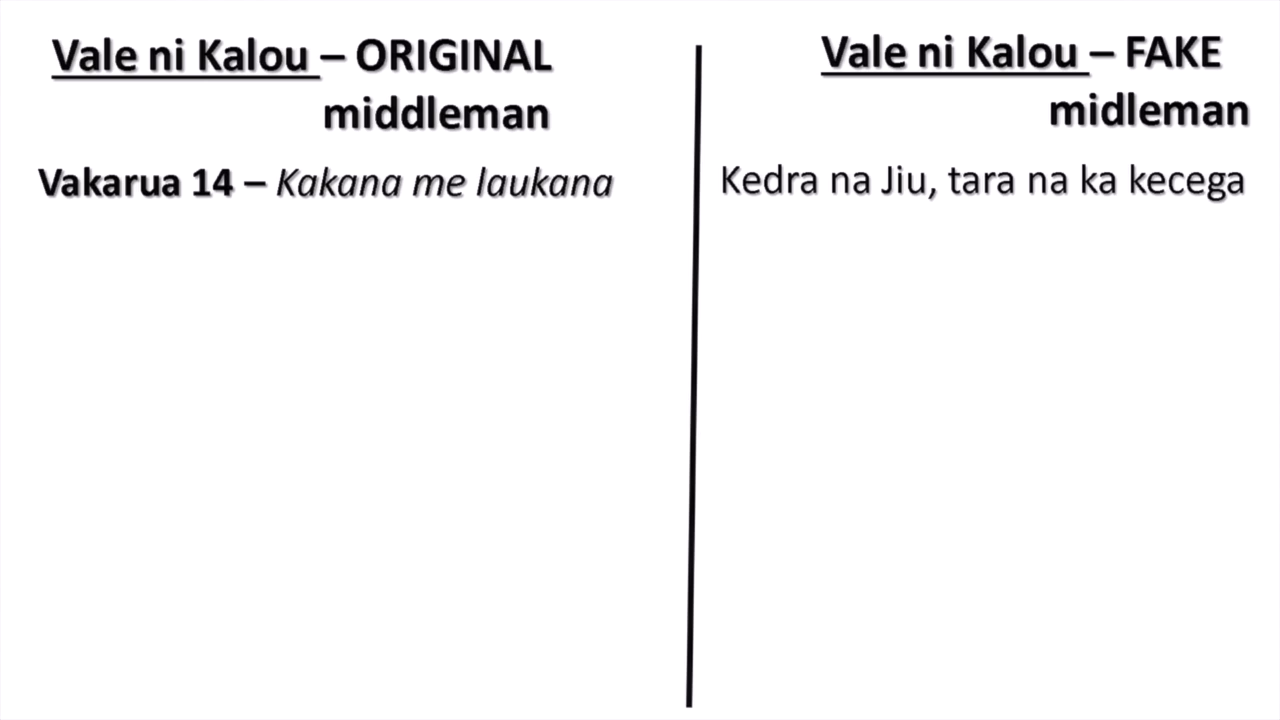 Vale ni Kalou – ORIGINAL
middleman
Vakarua 14 – Kakana me laukana
Vale ni Kalou – FAKE
midleman
Kedra na Jiu, tara na ka kecega